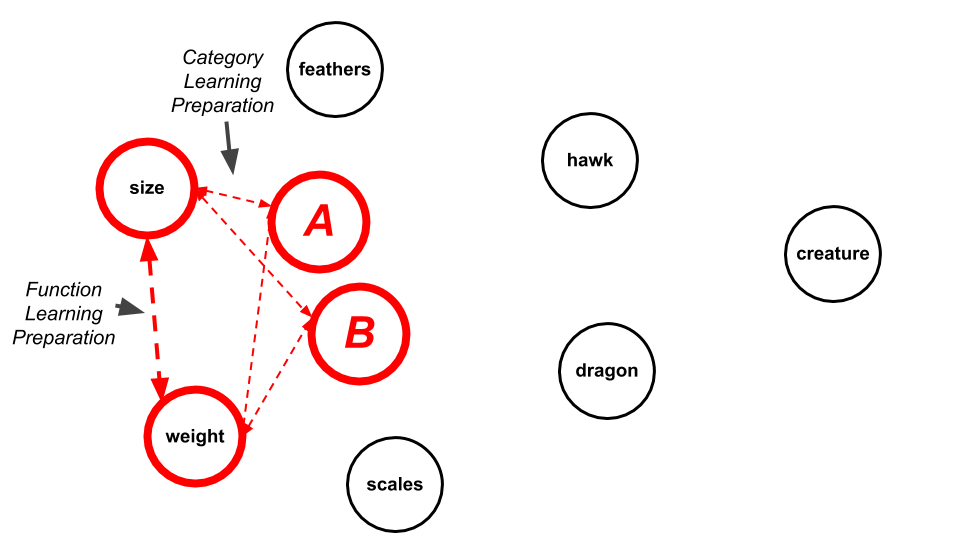 Category
Learning
Preparation
feathers
hawk
size
A
creature
Function
Learning
Preparation
B
dragon
weight
scales